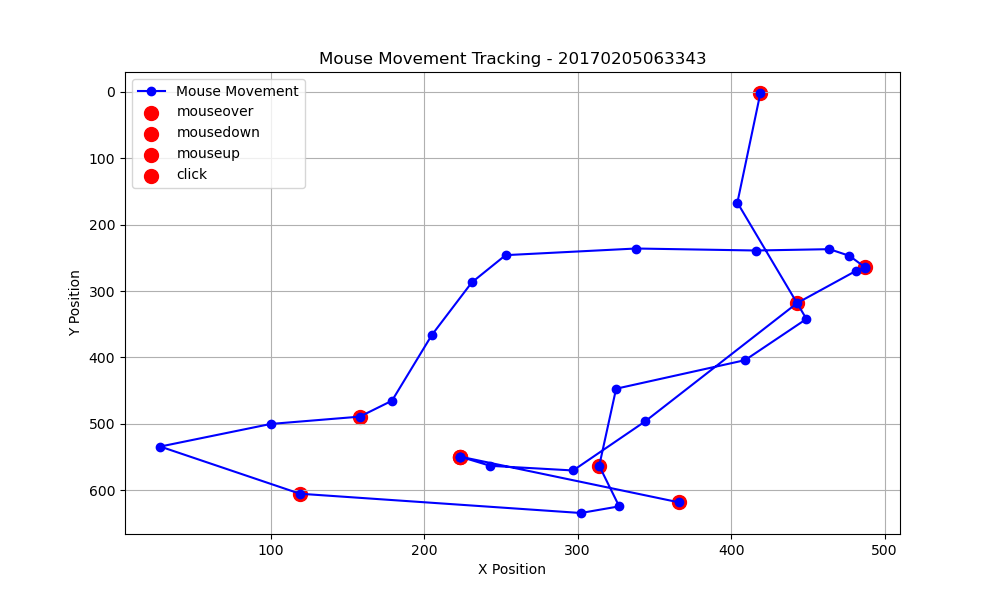 Mouse Movement Tracking - 20170205063343
Mouse Movement
mouseover
mousedown
mouseup
click
0
100
200
300
400
500
600
Y Position
100
200
300
400
500
X Position